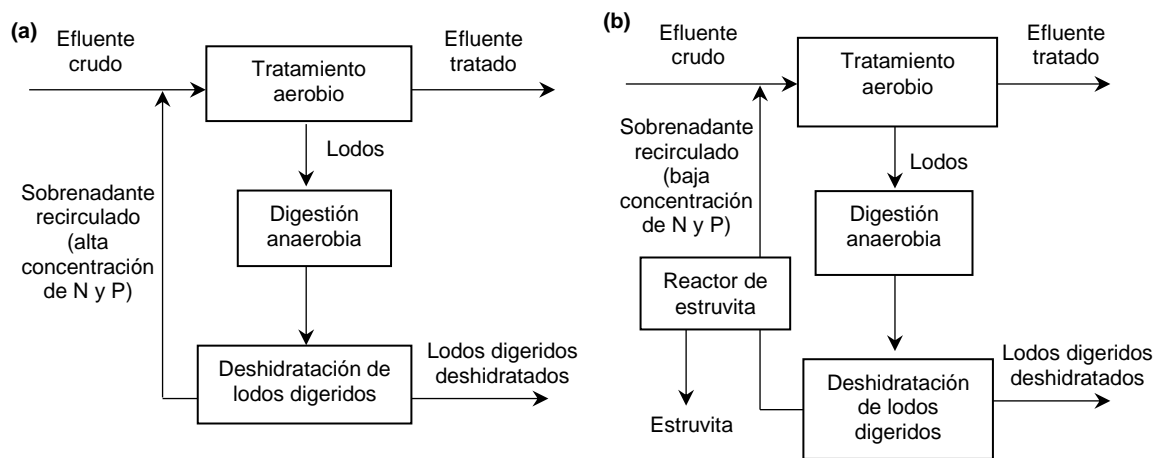 (a)
Efluente
crudo
Tratamiento
aerobio
Efluente
tratado
Lodos
Sobrenadante
recirculado
(alta
concentración
de N y P)
Digestión
anaerobia
Deshidratación de
lodos digeridos
Lodos digeridos
deshidratados
(b)
Efluente
crudo
Tratamiento
aerobio
Efluente
tratado
Sobrenadante
recirculado
(baja
concentración
de N y P)
Lodos
Digestión
anaerobia
Reactor de
estruvita
Estruvita
Deshidratación
de lodos
digeridos
Lodos digeridos
deshidratados